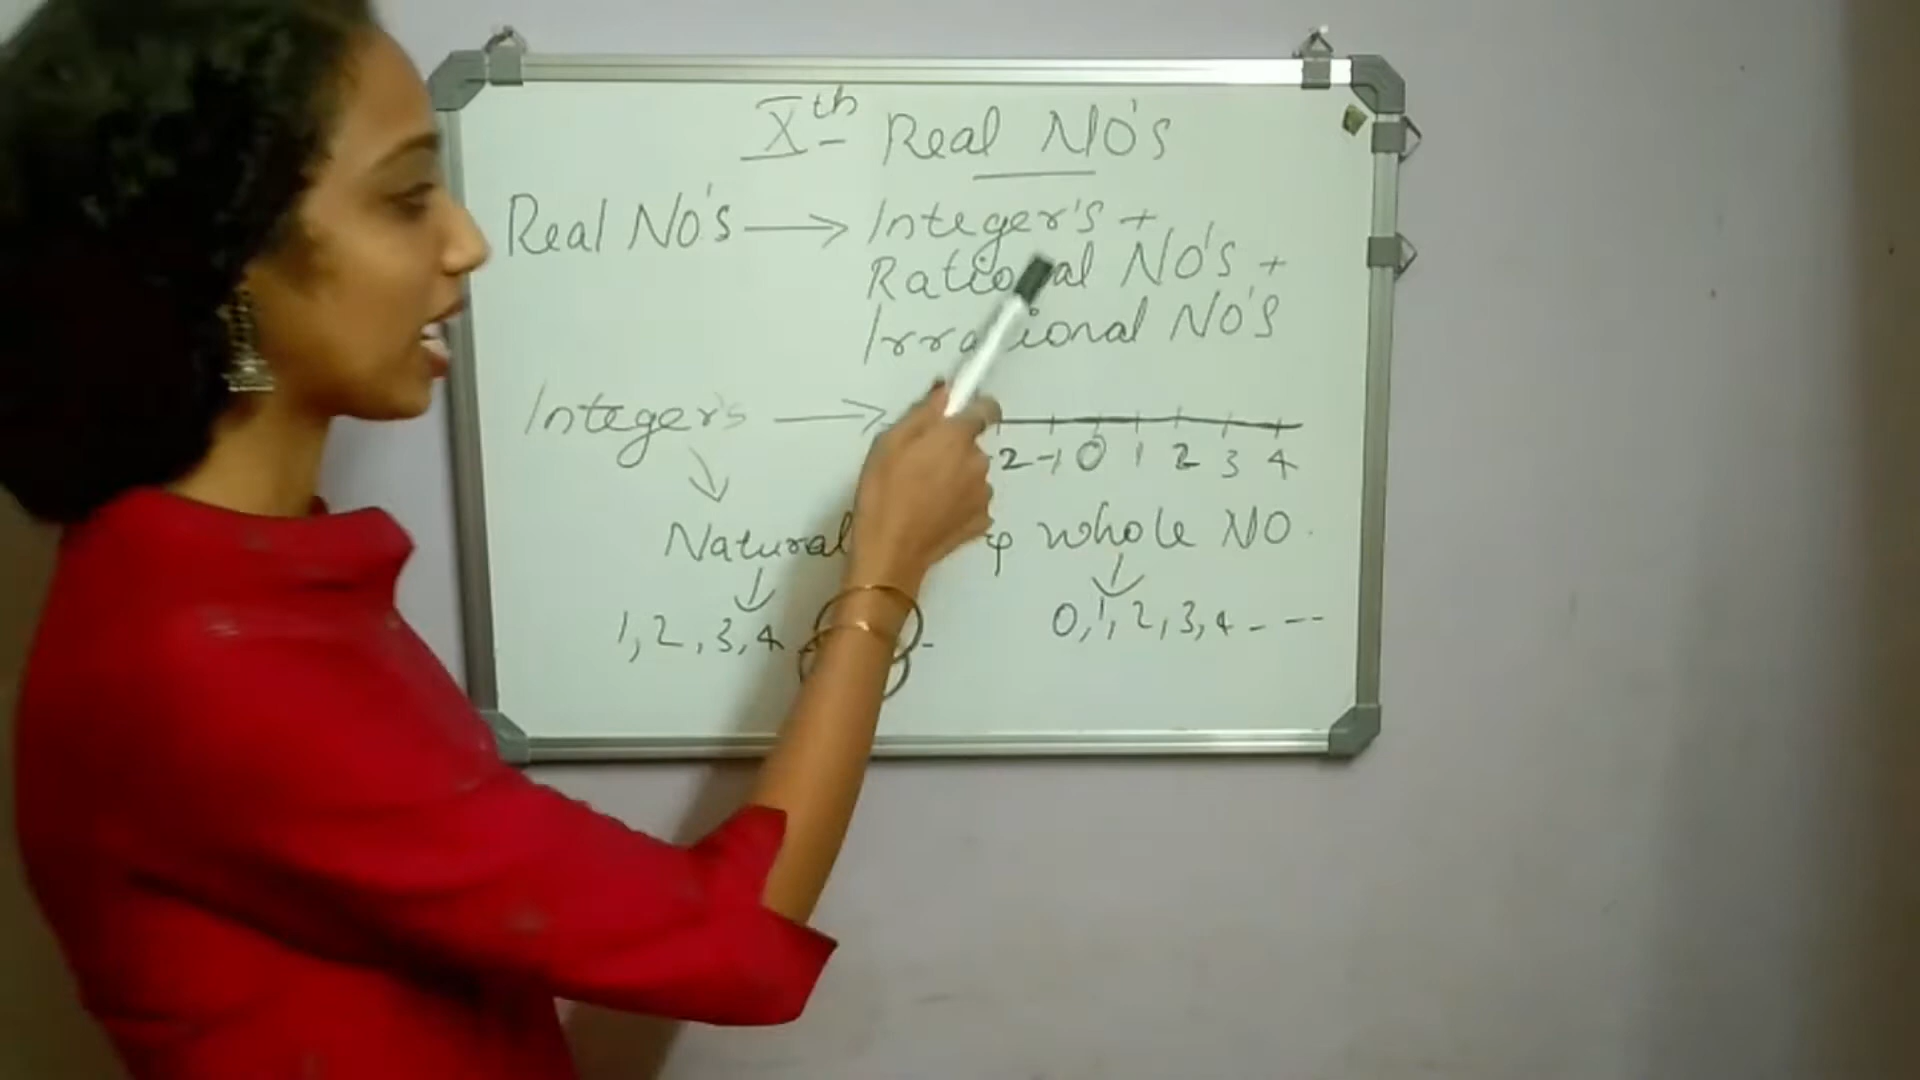 Xth Real NO's
Real No's → Integer's +
Rational NO's +
Irrational NO's
Integer's →
-2 -1 0 1 2 3 4
Natural whole NO.
1, 2, 3, 4 - 0, 1, 2, 3, 4 - - - -